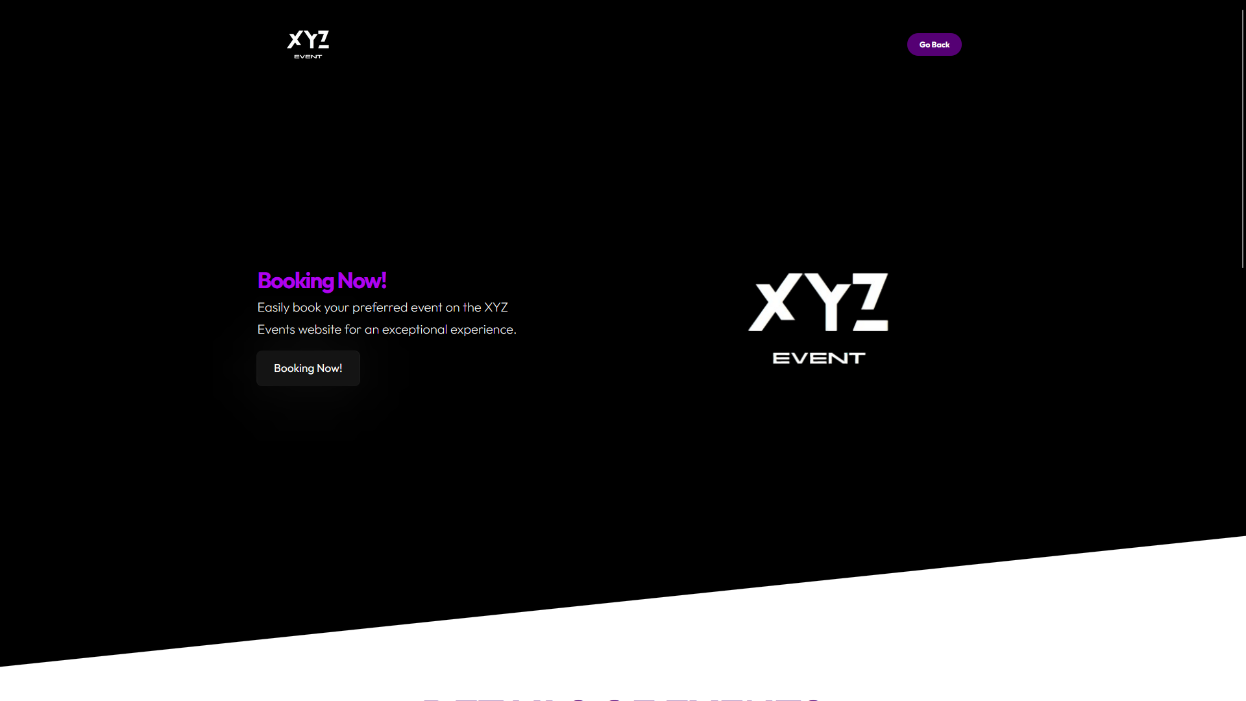 XYZ
EVENT
Go Back
Booking Now!
Easily book your preferred event on the XYZ
Events website for an exceptional experience.
Booking Now!
XYZ
EVENT